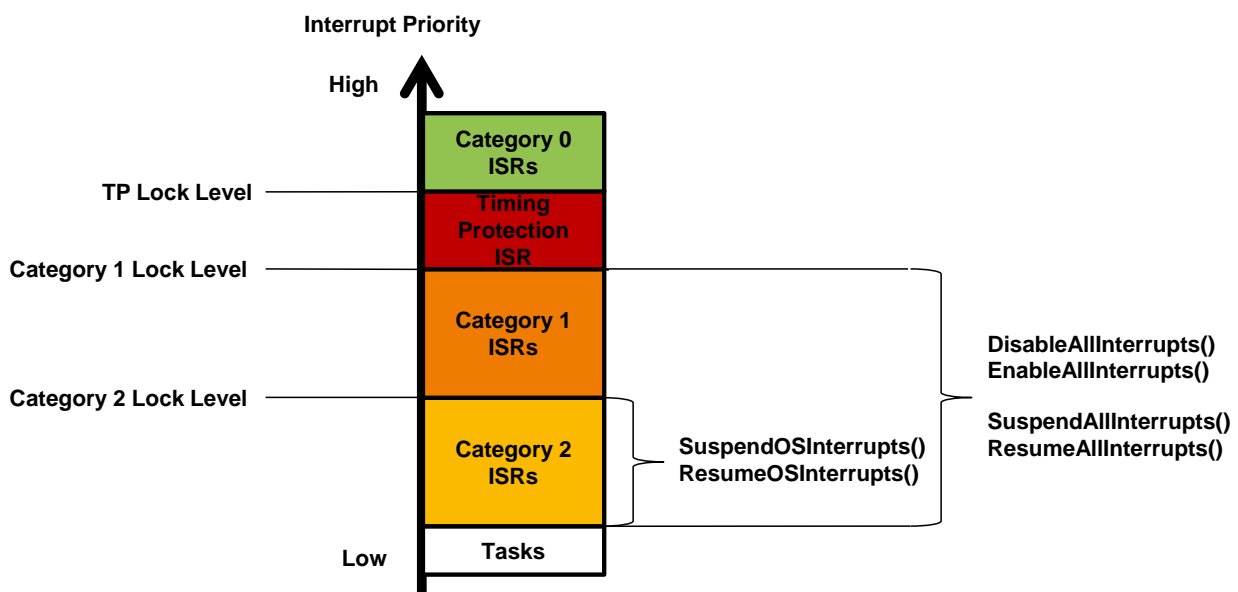 Interrupt Priority
High
Category 0
ISRs
TP Lock Level
Timing
Protection
ISR
Category 1 Lock Level
Category 1
ISRs
DisableAllInterrupts()
EnableAllInterrupts()
Category 2 Lock Level
SuspendAllInterrupts()
ResumeAllInterrupts()
Category 2
ISRs
SuspendOSInterrupts()
ResumeOSInterrupts()
Tasks
Low